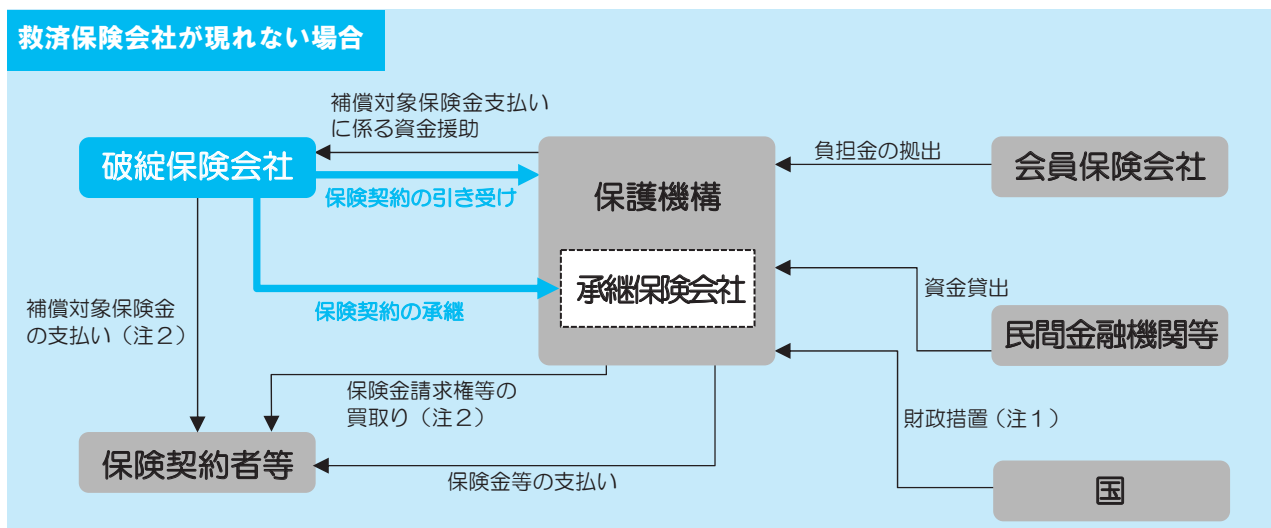 救済保険会社が現れない場合
補償対象保険金支払い
に係る資金援助
破綻保険会社
保険契約の引き受け
保護機構
負担金の拠出
会員保険会社
承継保険会社
保険契約の承継
補償対象保険金
の支払い（注２）
資金貸出
民間金融機関等
保険金請求権等の
買取り（注２）
財政措置（注１）
保険契約者等
保険金等の支払い
国